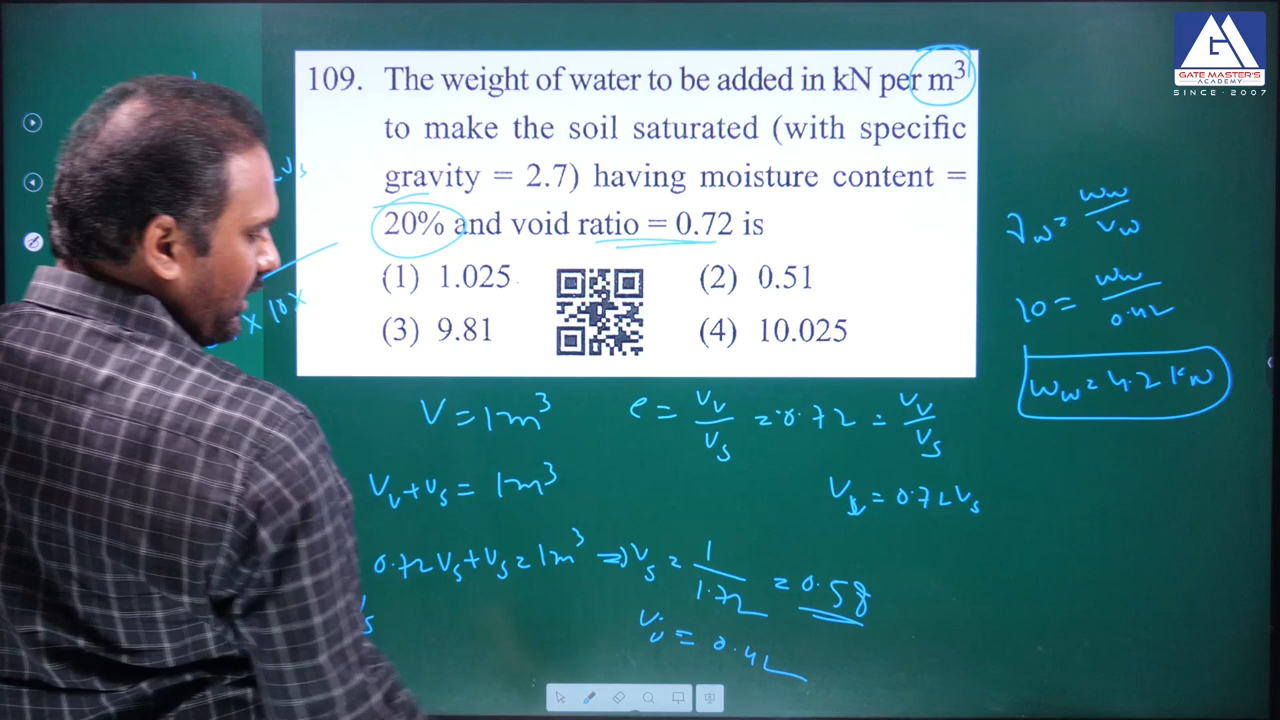 GATE MASTER'S
ACADEMY
SINCE - 2007
109. The weight of water to be added in kN per m³
to make the soil saturated (with specific
gravity = 2.7) having moisture content =
20% and void ratio = 0.72 is
(1) 1.025
(2) 0.51
(3) 9.81
(4) 10.025
V = 1m³
e = Vv/Vs = 0.72 = Vv/Vs
Vv + Vs = 1m³
Vv = 0.72Vs
0.72Vs + Vs = 1m³ ⇒ Vs = 1/1.72 = 0.58
Vv = 0.42
γw = Ww/Vw
10 = Ww/0.42
Ww = 4.2 kN
x 10x